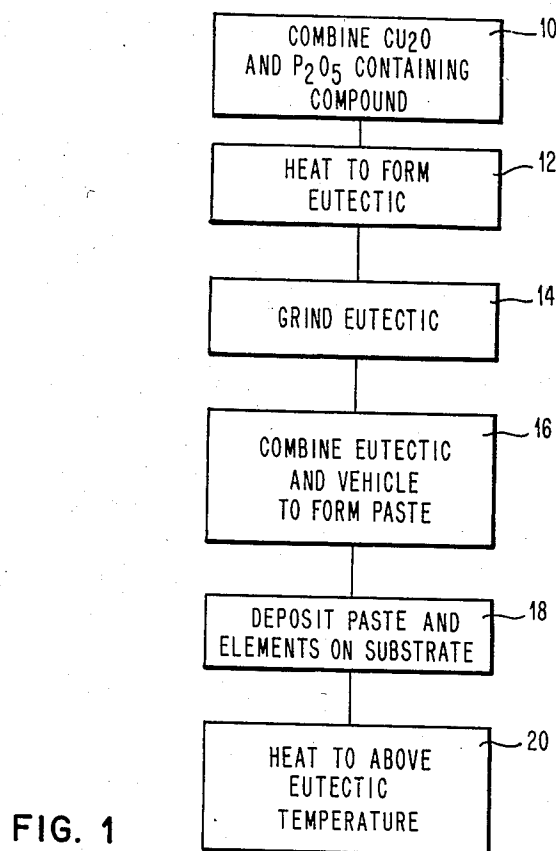 COMBINE CU2O
AND P2O5 CONTAINING
COMPOUND
10
HEAT TO FORM
EUTECTIC
12
GRIND EUTECTIC
14
COMBINE EUTECTIC
AND VEHICLE
TO FORM PASTE
16
DEPOSIT PASTE AND
ELEMENTS ON SUBSTRATE
18
HEAT TO ABOVE
EUTECTIC
TEMPERATURE
20
FIG. 1